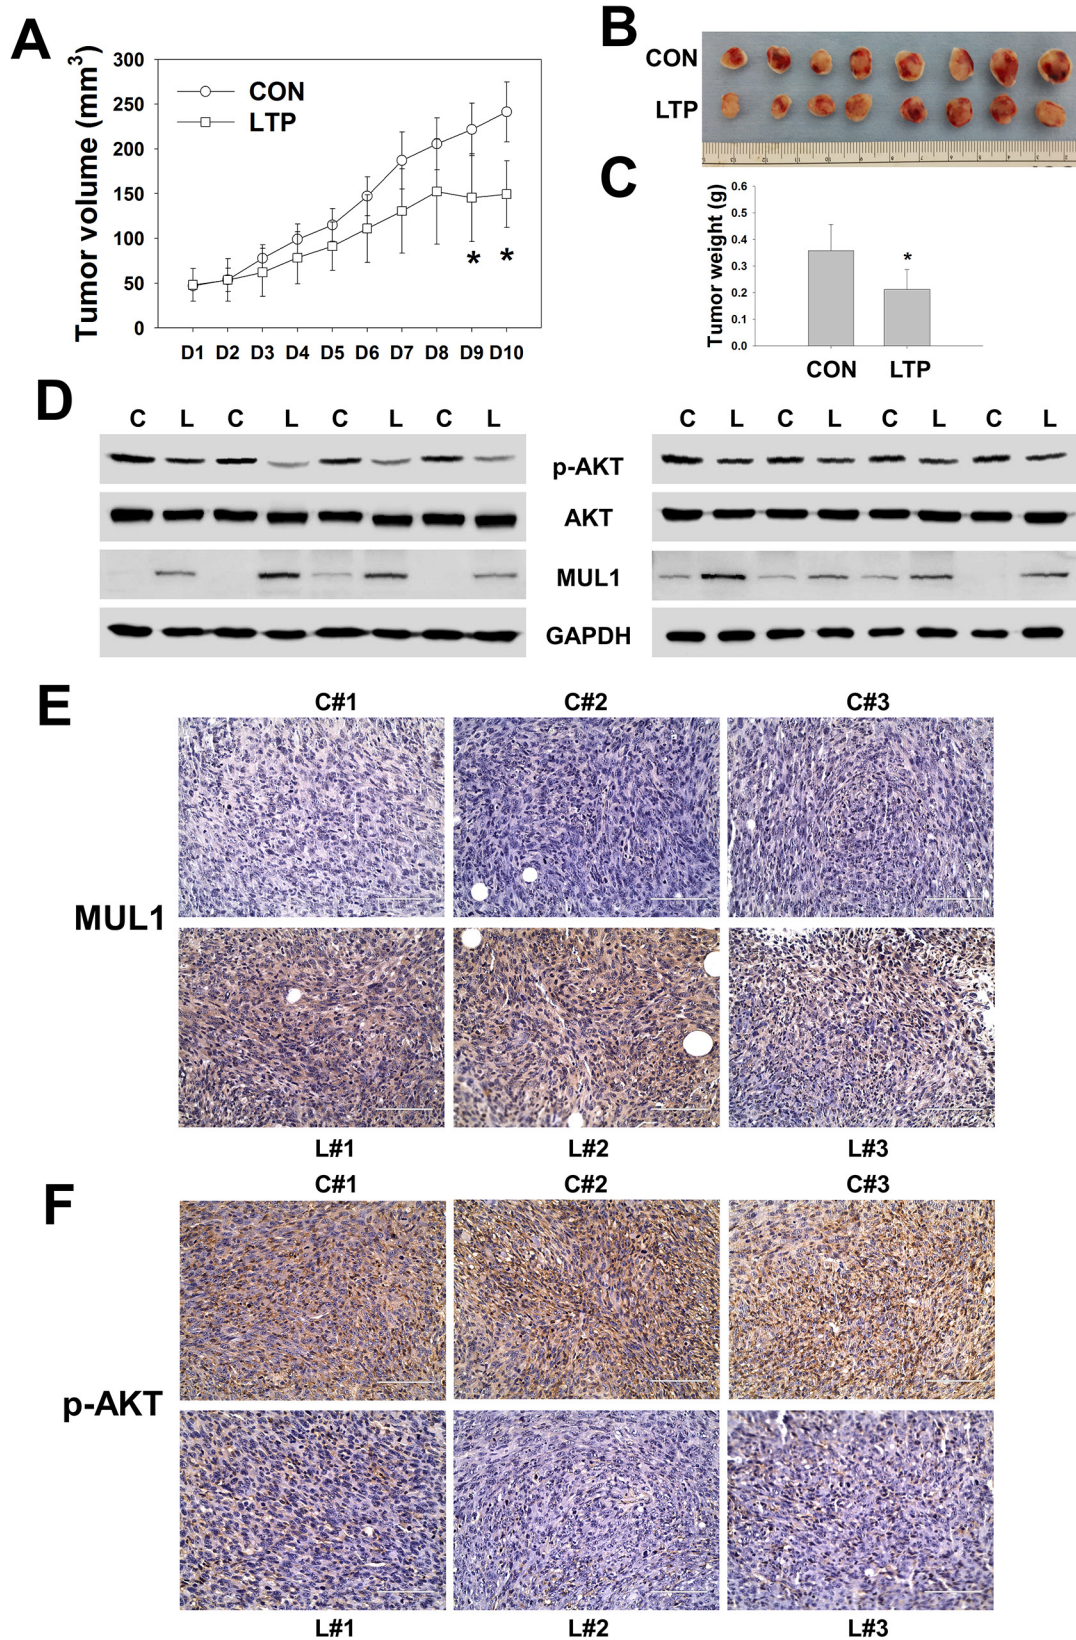 A
Tumor volume (mm3)
300
250
200
150
100
50
0
CON
LTP
* *
D1 D2 D3 D4 D5 D6 D7 D8 D9 D10
B
CON
LTP
C
Tumor weight (g)
0.6
0.5
0.4
0.3
0.2
0.1
0.0
*
CON LTP
D
C L C L C L C L
C L C L C L C L
p-AKT
AKT
MUL1
GAPDH
E
C#1 C#2 C#3
MUL1
L#1 L#2 L#3
F
C#1 C#2 C#3
p-AKT
L#1 L#2 L#3